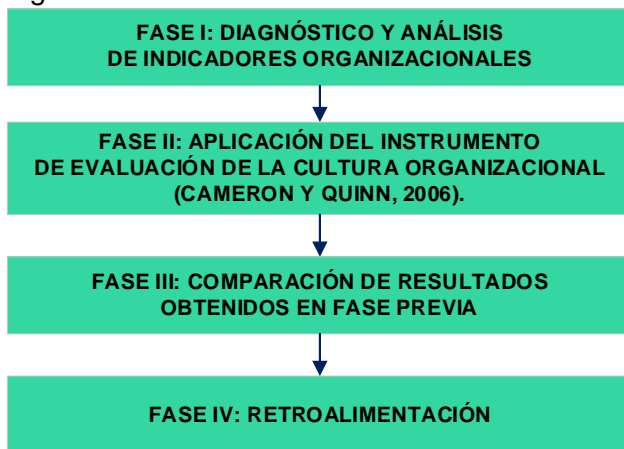 FASE I: DIAGNÓSTICO Y ANÁLISIS
DE INDICADORES ORGANIZACIONALES
FASE II: APLICACIÓN DEL INSTRUMENTO
DE EVALUACIÓN DE LA CULTURA ORGANIZACIONAL
(CAMERON Y QUINN, 2006).
FASE III: COMPARACIÓN DE RESULTADOS
OBTENIDOS EN FASE PREVIA
FASE IV: RETROALIMENTACIÓN